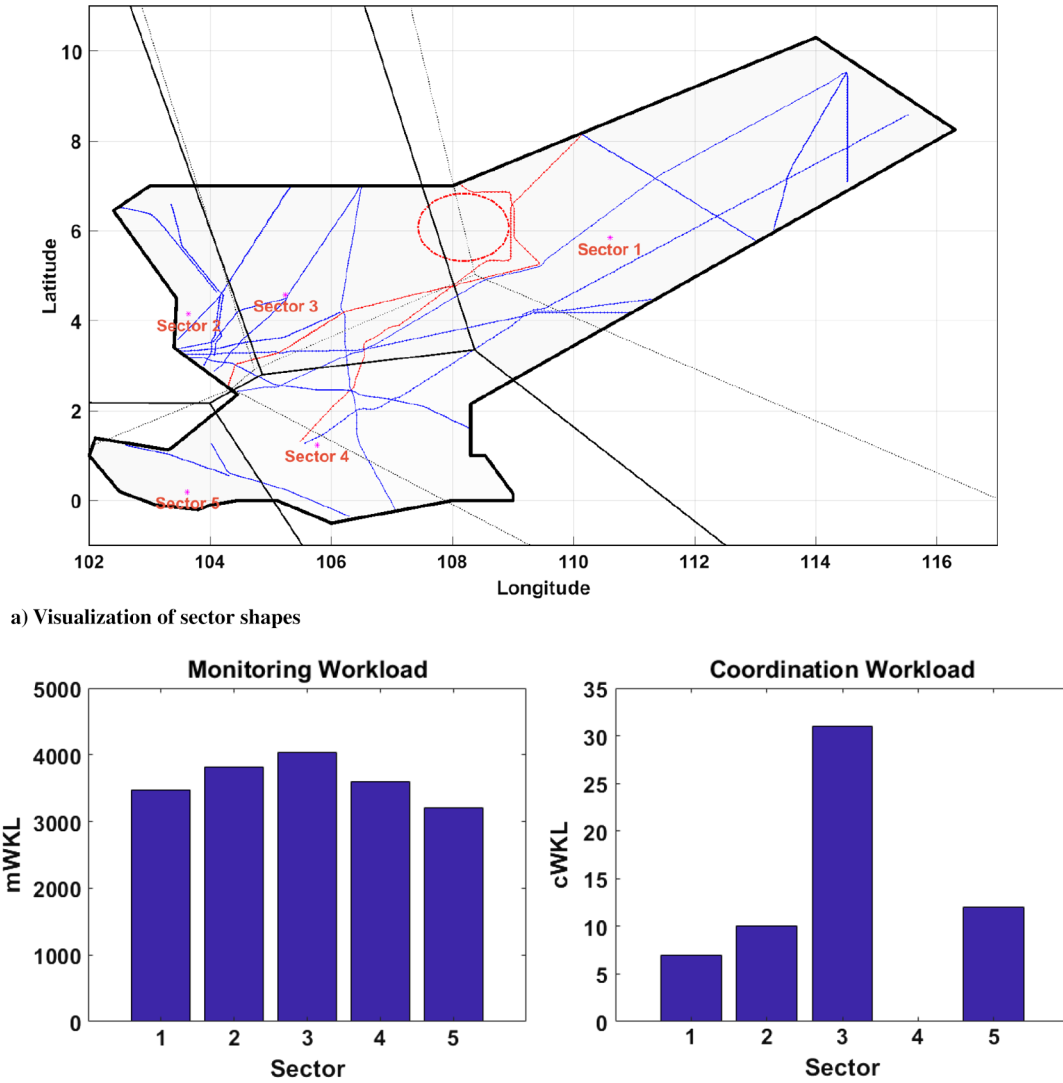 10
8
6
4
2
0
Latitude
Sector 1
Sector 3
Sector 2
Sector 4
Sector 5
102 104 106 108 110 112 114 116
Longitude
a) Visualization of sector shapes
Monitoring Workload
5000
4000
3000
2000
1000
0
mWKL
1 2 3 4 5
Sector
Coordination Workload
35
30
25
20
15
10
5
0
cWKL
1 2 3 4 5
Sector